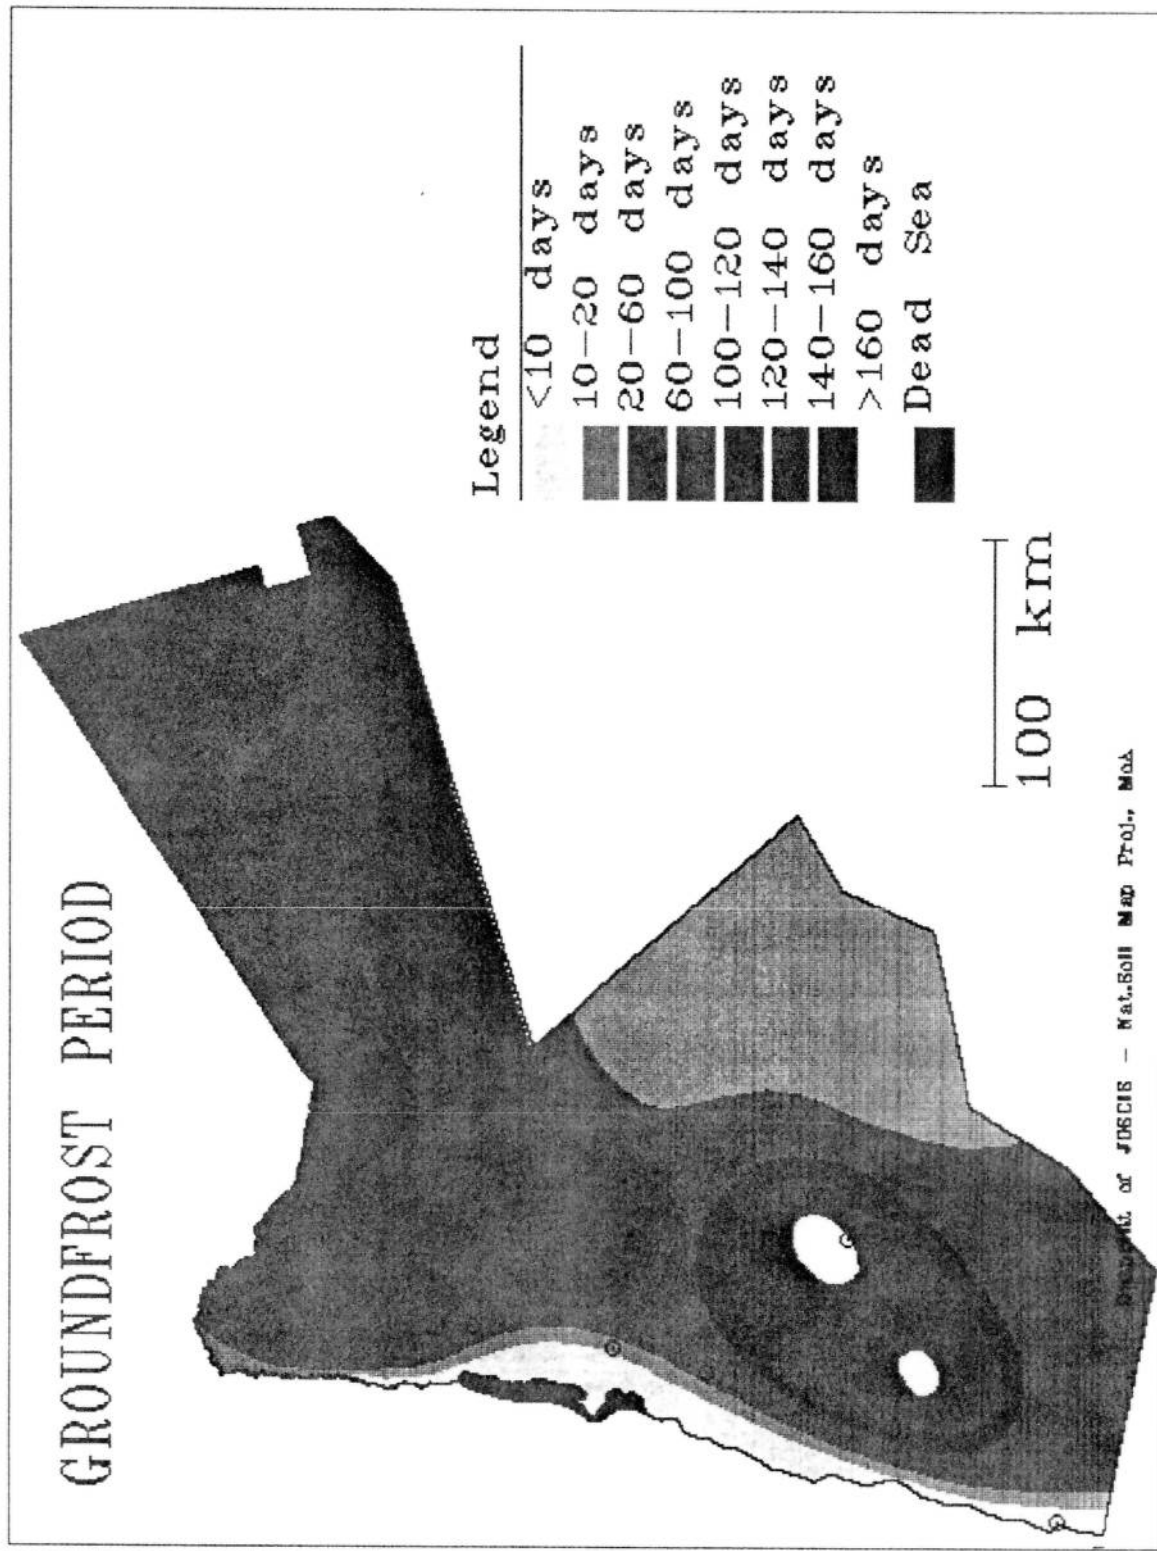 GROUNDFROST PERIOD
Legend
<10 days
10-20 days
20-60 days
60-100 days
100-120 days
120-140 days
140-160 days
>160 days
Dead Sea
100 km
of JOSCIS - Nat.Soil Map Proj., MoA